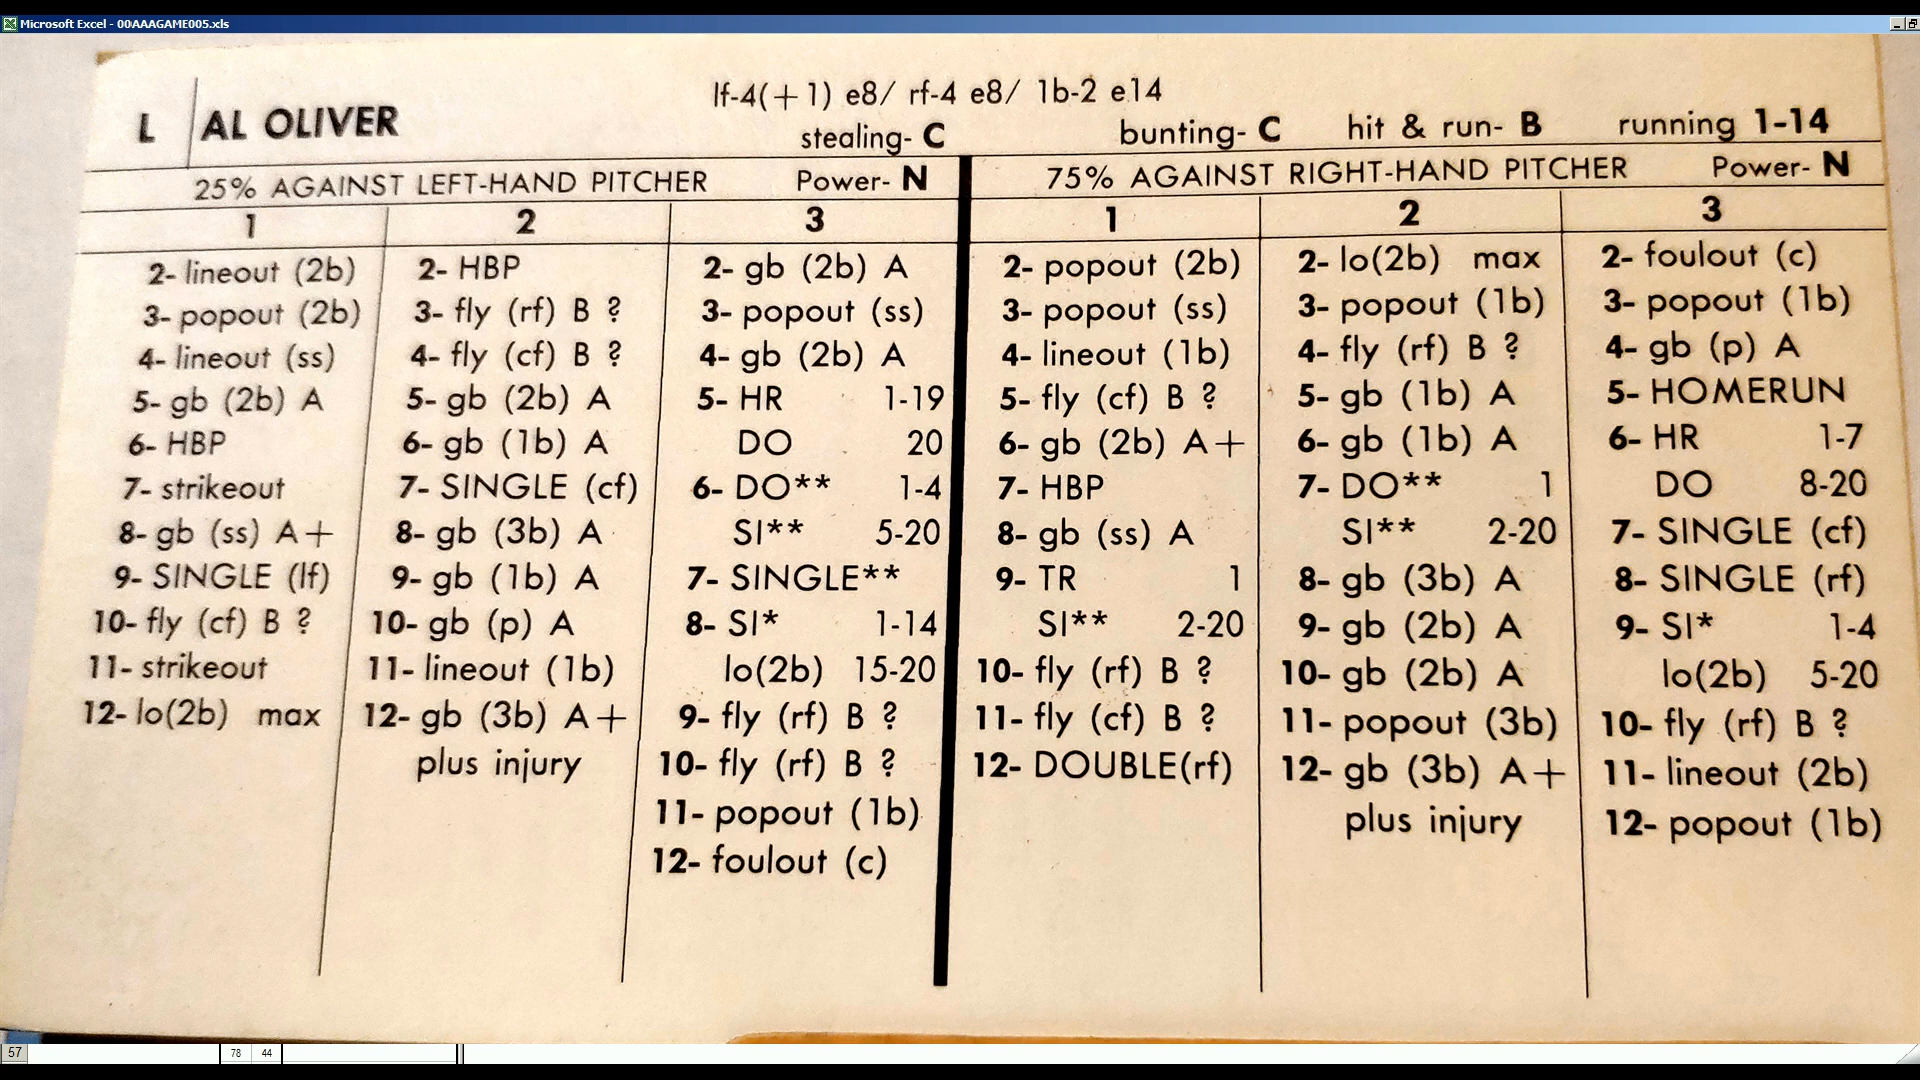 Microsoft Excel - 00AAAGAME005.xls
L AL OLIVER
lf-4(+1) e8/ rf-4 e8/ 1b-2 e14
stealing- C bunting- C hit & run- B running 1-14
25% AGAINST LEFT-HAND PITCHER Power- N
1 2 3
2- lineout (2b)
3- popout (2b)
4- lineout (ss)
5- gb (2b) A
6- HBP
7- strikeout
8- gb (ss) A+
9- SINGLE (lf)
10- fly (cf) B ?
11- strikeout
12- lo(2b) max
2- HBP
3- fly (rf) B ?
4- fly (cf) B ?
5- gb (2b) A
6- gb (1b) A
7- SINGLE (cf)
8- gb (3b) A
9- gb (1b) A
10- gb (p) A
11- lineout (1b)
12- gb (3b) A+
plus injury
2- gb (2b) A
3- popout (ss)
4- gb (2b) A
5- HR 1-19
DO 20
6- DO** 1-4
SI** 5-20
7- SINGLE**
8- SI* 1-14
lo(2b) 15-20
9- fly (rf) B ?
10- fly (rf) B ?
11- popout (1b)
12- foulout (c)
75% AGAINST RIGHT-HAND PITCHER Power- N
1 2 3
2- popout (2b)
3- popout (ss)
4- lineout (1b)
5- fly (cf) B ?
6- gb (2b) A+
7- HBP
8- gb (ss) A
9- TR 1
SI** 2-20
10- fly (rf) B ?
11- fly (cf) B ?
12- DOUBLE(rf)
2- lo(2b) max
3- popout (1b)
4- fly (rf) B ?
5- gb (1b) A
6- gb (1b) A
7- DO** 1
SI** 2-20
8- gb (3b) A
9- gb (2b) A
10- gb (2b) A
11- popout (3b)
12- gb (3b) A+
plus injury
2- foulout (c)
3- popout (1b)
4- gb (p) A
5- HOMERUN
6- HR 1-7
DO 8-20
7- SINGLE (cf)
8- SINGLE (rf)
9- SI* 1-4
lo(2b) 5-20
10- fly (rf) B ?
11- lineout (2b)
12- popout (1b)
57 78 44